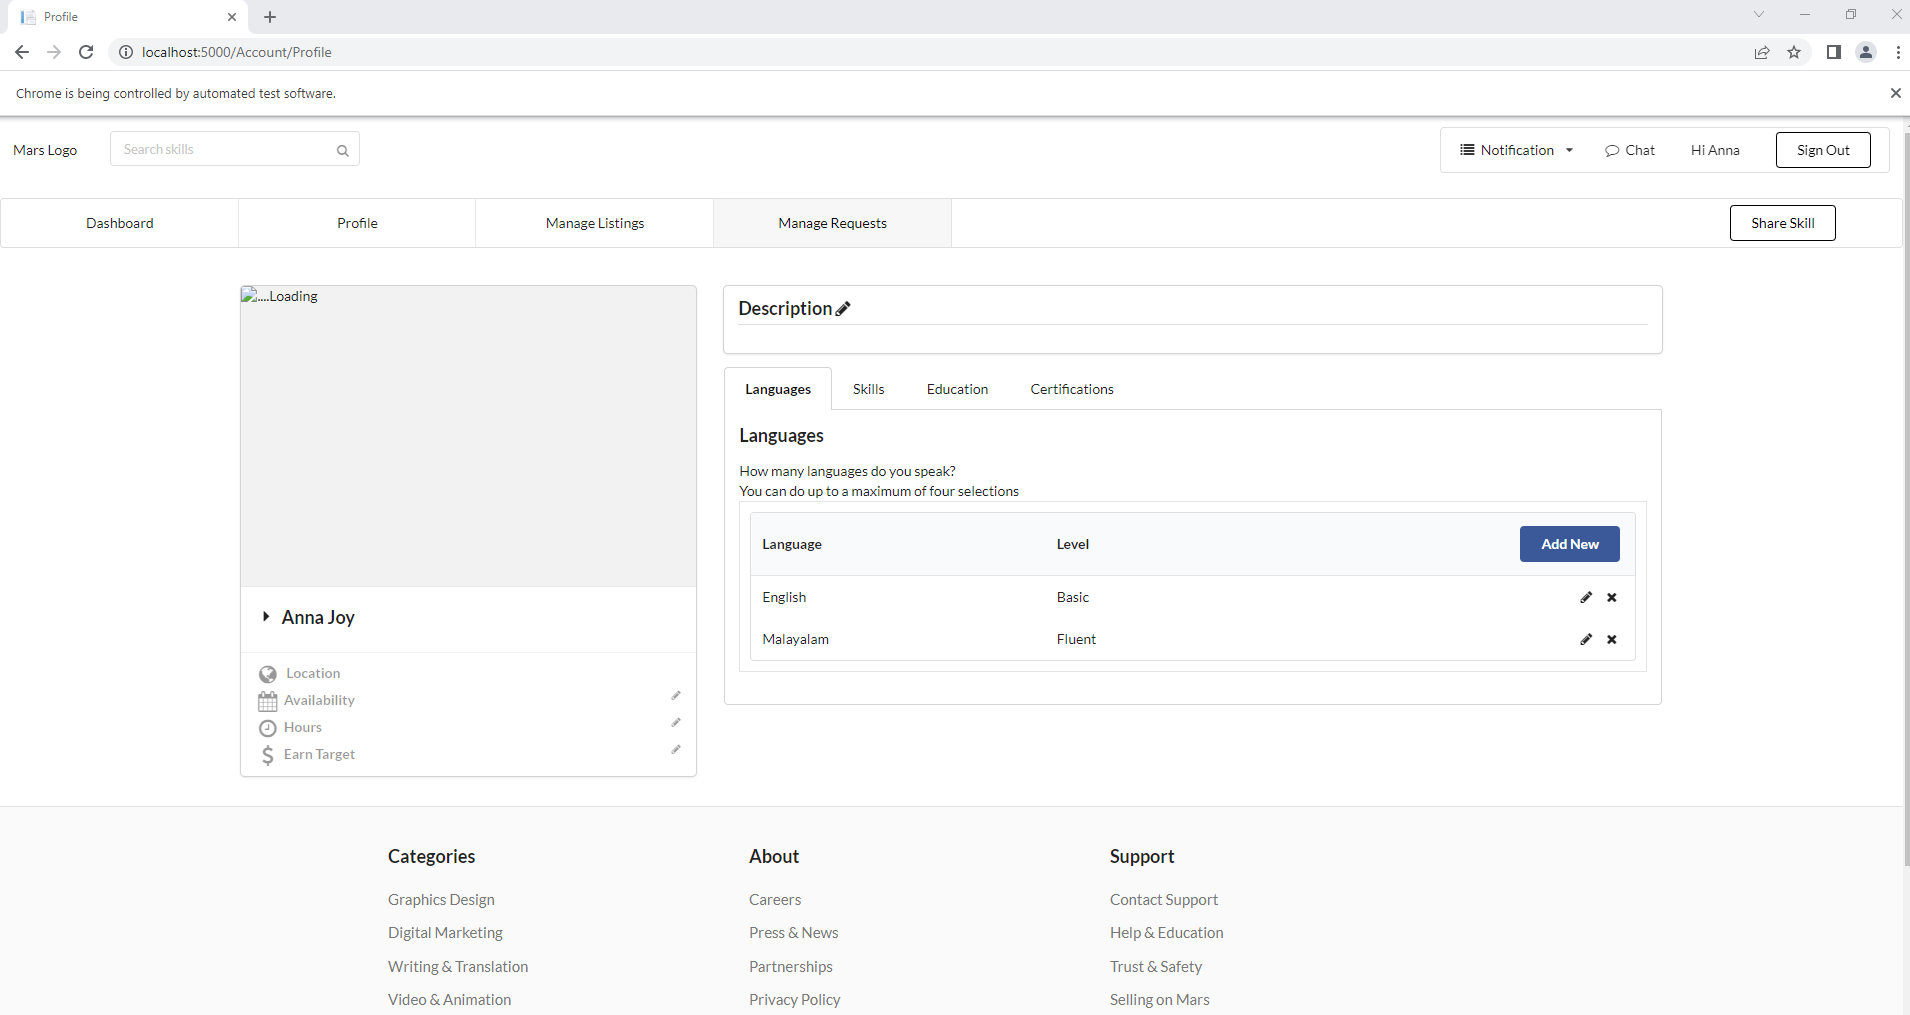 Profile
localhost:5000/Account/Profile
Chrome is being controlled by automated test software.
Mars Logo
Search skills
Notification
Chat
Hi Anna
Sign Out
Dashboard
Profile
Manage Listings
Manage Requests
Share Skill
....Loading
Anna Joy
Location
Availability
Hours
Earn Target
Description
Languages
Skills
Education
Certifications
Languages
How many languages do you speak?
You can do up to a maximum of four selections
Language Level Add New
English Basic
Malayalam Fluent
Categories
Graphics Design
Digital Marketing
Writing & Translation
Video & Animation
About
Careers
Press & News
Partnerships
Privacy Policy
Support
Contact Support
Help & Education
Trust & Safety
Selling on Mars